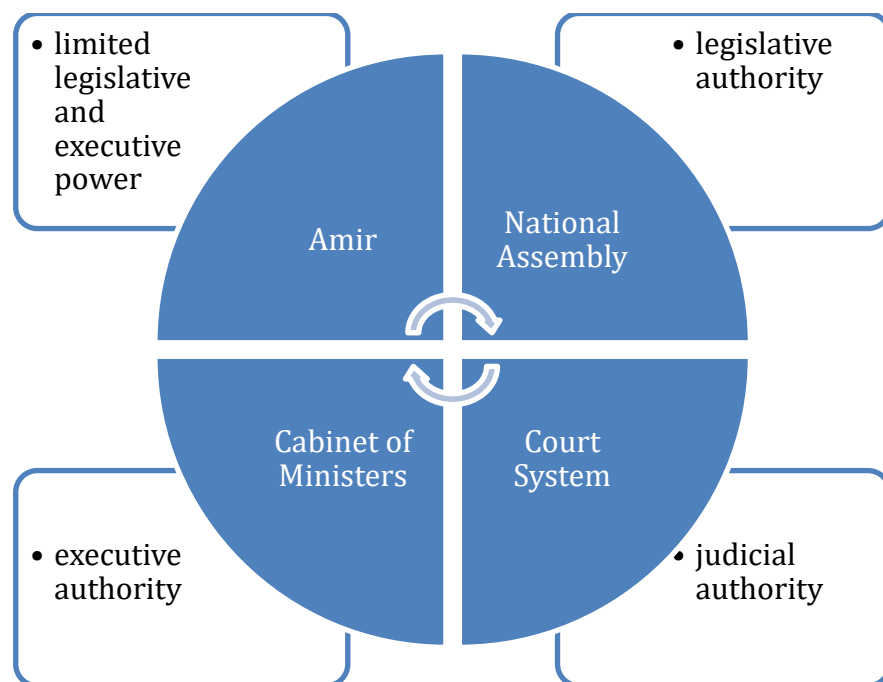 • limited
legislative
and
executive
power
• legislative
authority
Amir
National
Assembly
Cabinet of
Ministers
Court
System
• executive
authority
• judicial
authority